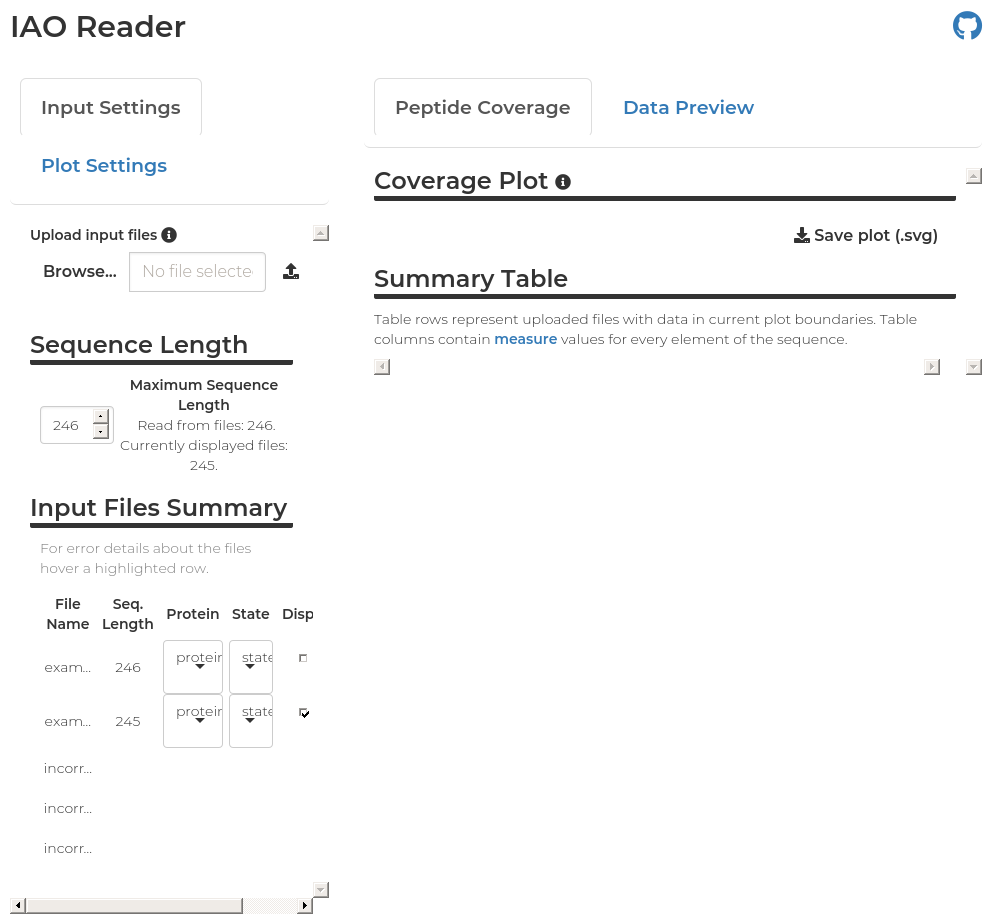 IAO Reader
Input Settings
Plot Settings
Upload input files
Browse...
No file selecte
Sequence Length
246
Maximum Sequence
Length
Read from files: 246.
Currently displayed files:
245.
Input Files Summary
For error details about the files
hover a highlighted row.
File Name Seq. Length Protein State Disp
exam... 246 protein state
exam... 245 protein state
incorr...
incorr...
incorr...
Peptide Coverage Data Preview
Coverage Plot
Save plot (.svg)
Summary Table
Table rows represent uploaded files with data in current plot boundaries. Table
columns contain measure values for every element of the sequence.